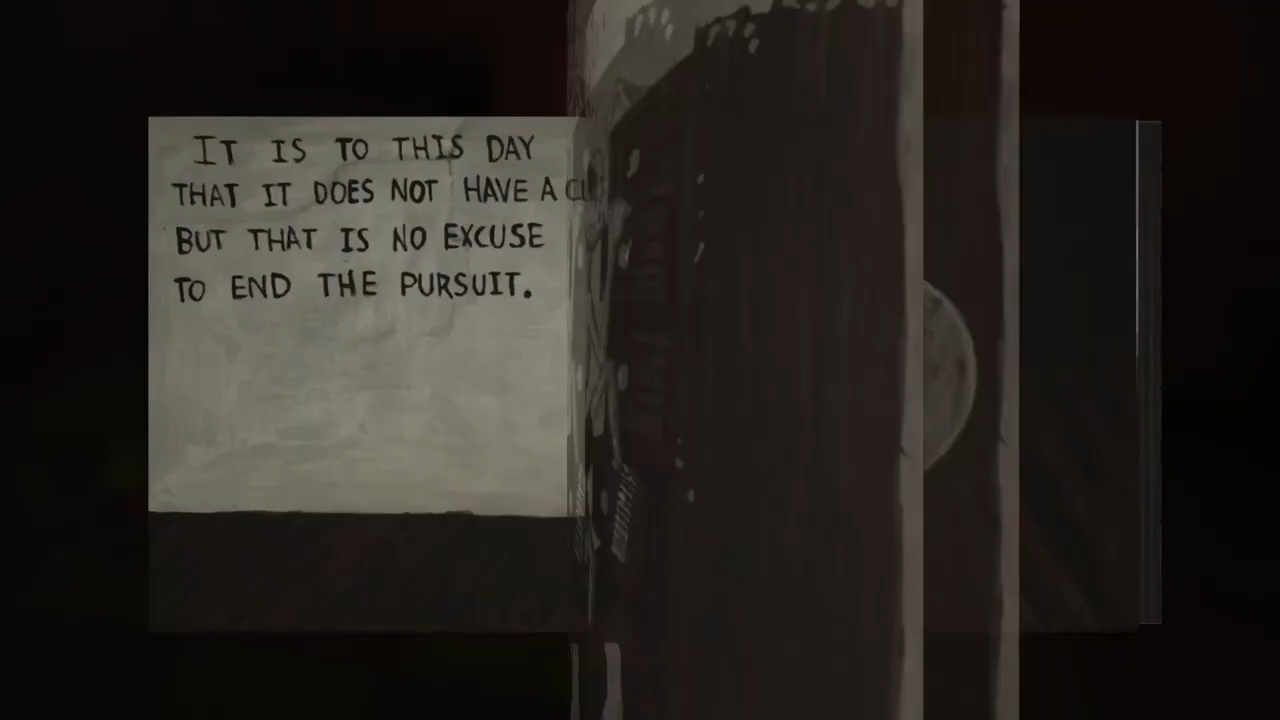 IT IS TO THIS DAY
THAT IT DOES NOT HAVE A
BUT THAT IS NO EXCUSE
TO END THE PURSUIT.